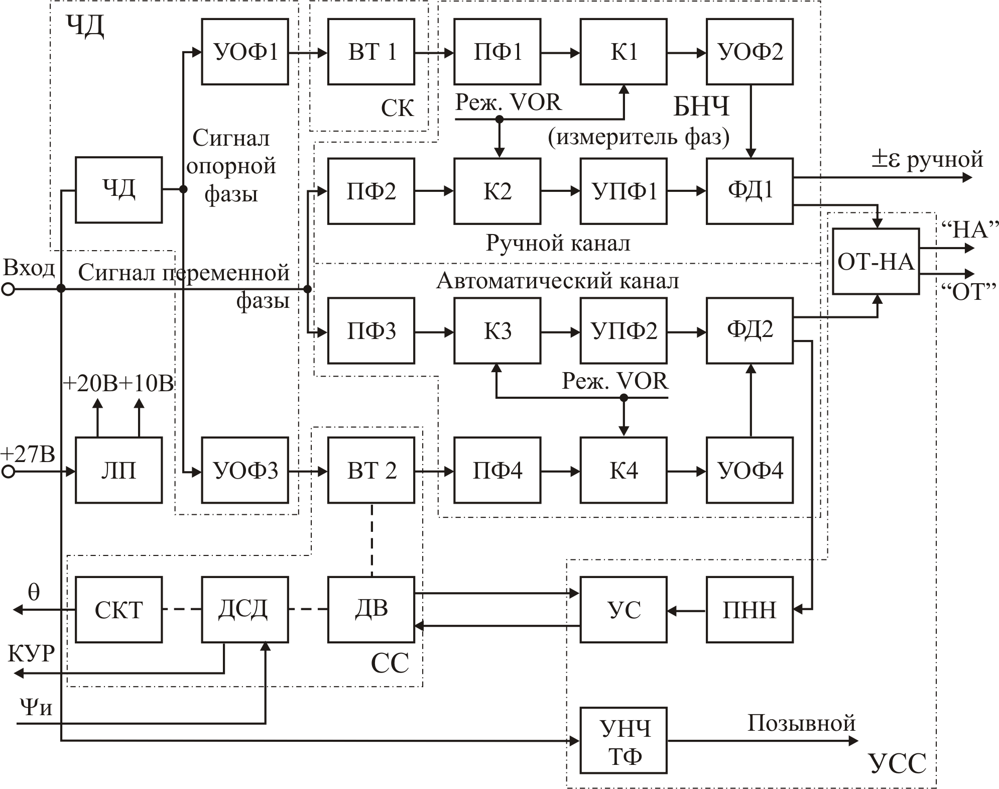 ЧД
УОФ1
ВТ 1
ПФ1
К1
УОФ2
СК
Реж. VOR
БНЧ
(измеритель фаз)
Сигнал
опорной
фазы
ЧД
ПФ2
К2
УПФ1
ФД1
±ε ручной
Ручной канал
ОТ-НА
“НА”
“ОТ”
Вход
Сигнал переменной
фазы
Автоматический канал
ПФ3
К3
УПФ2
ФД2
Реж. VOR
+20В
+10В
+27В
ЛП
УОФ3
ВТ 2
ПФ4
К4
УОФ4
θ
СКТ
ДСД
ДВ
УС
ПНН
КУР
СС
Ψи
УНЧ
ТФ
Позывной
УСС